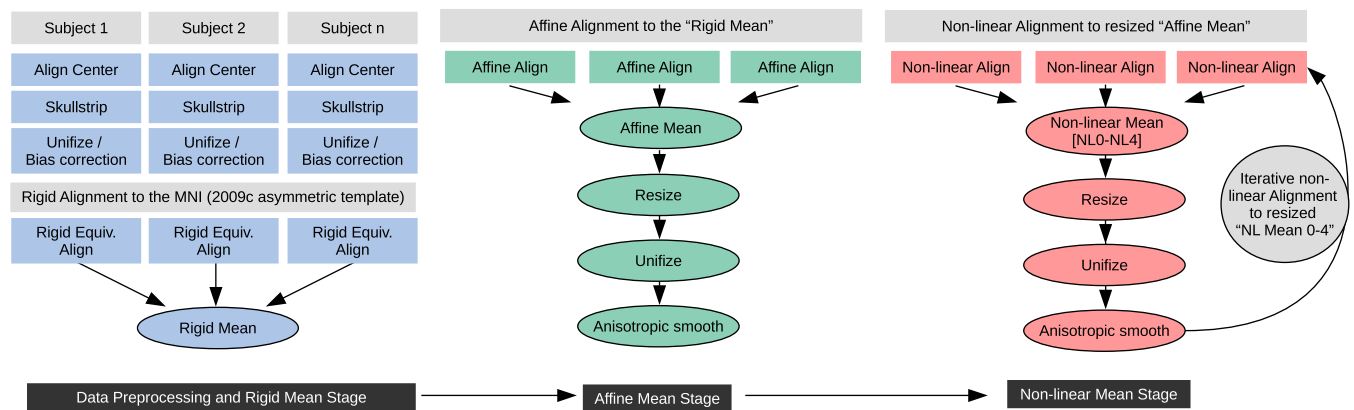 Subject 1
Subject 2
Subject n
Align Center
Align Center
Align Center
Skullstrip
Skullstrip
Skullstrip
Unifize /
Bias correction
Unifize /
Bias correction
Unifize /
Bias correction
Rigid Alignment to the MNI (2009c asymmetric template)
Rigid Equiv.
Align
Rigid Equiv.
Align
Rigid Equiv.
Align
Rigid Mean
Data Preprocessing and Rigid Mean Stage
Affine Alignment to the “Rigid Mean”
Affine Align
Affine Align
Affine Align
Affine Mean
Resize
Unifize
Anisotropic smooth
Affine Mean Stage
Non-linear Alignment to resized “Affine Mean”
Non-linear Align
Non-linear Align
Non-linear Align
Non-linear Mean
[NL0-NL4]
Resize
Unifize
Anisotropic smooth
Iterative non-
linear Alignment
to resized
“NL Mean 0-4”
Non-linear Mean Stage